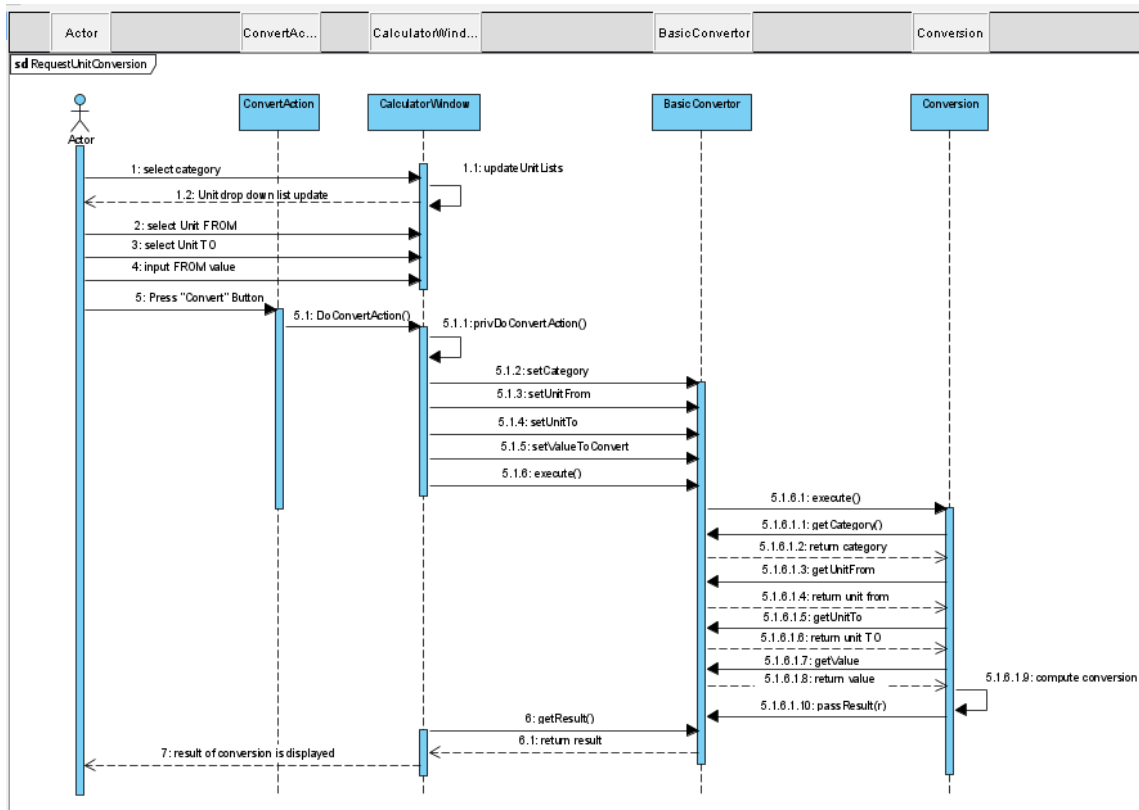 Actor
ConvertAc...
CalculatorWind...
BasicConvertor
Conversion
sd RequestUnitConversion
ConvertAction
CalculatorWindow
BasicConvertor
Conversion
Actor
1: select category
1.1: updateUnitLists
1.2: Unit drop down list update
2: select Unit FROM
3: select Unit TO
4: input FROM value
5: Press "Convert" Button
5.1: DoConvertAction()
5.1.1: privDoConvertAction()
5.1.2: setCategory
5.1.3: setUnitFrom
5.1.4: setUnitTo
5.1.5: setValueToConvert
5.1.6: execute()
5.1.6.1: execute()
5.1.6.1.1: getCategory()
5.1.6.1.2: return category
5.1.6.1.3: getUnitFrom
5.1.6.1.4: return unit from
5.1.6.1.5: getUnitTo
5.1.6.1.6: return unit TO
5.1.6.1.7: getValue
5.1.6.1.8: return value
5.1.6.1.9: compute conversion
5.1.6.1.10: passResult(r)
6: getResult()
6.1: return result
7: result of conversion is displayed